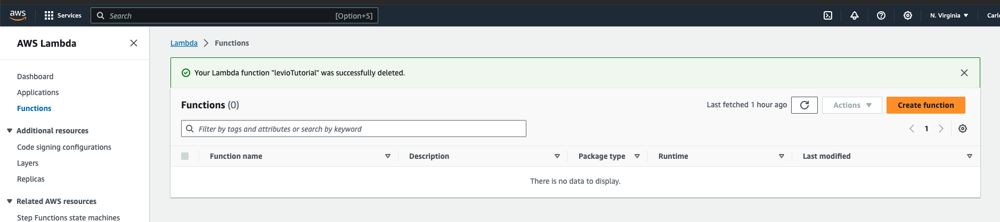 aws Services Search [Option+S] N. Virginia
AWS Lambda
Lambda Functions
Your Lambda function "levioTutorial" was successfully deleted.
Dashboard
Applications
Functions
Additional resources
Code signing configurations
Layers
Replicas
Related AWS resources
Step Functions state machines
Functions (0) Last fetched 1 hour ago Actions Create function
Filter by tags and attributes or search by keyword 1
Function name Description Package type Runtime Last modified
There is no data to display.